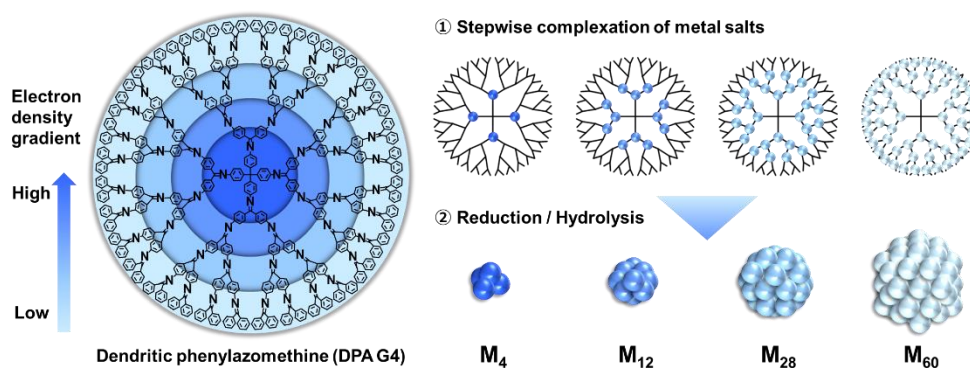 Electron
density
gradient
High
Low
Dendritic phenylazomethine (DPA G4)
① Stepwise complexation of metal salts
② Reduction / Hydrolysis
M₄
M₁₂
M₂₈
M₆₀